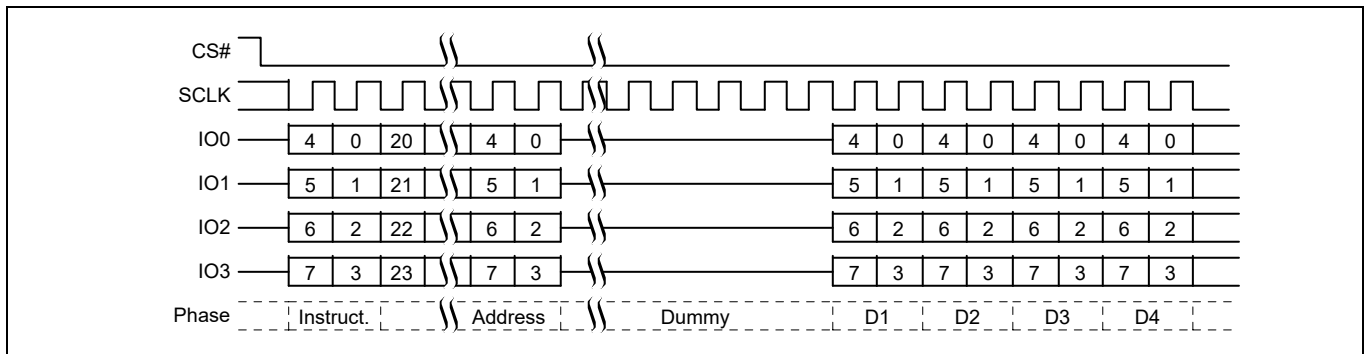 CS#
SCLK
IO0 4 0 20 4 0 4 0 4 0 4 0 4 0
IO1 5 1 21 5 1 5 1 5 1 5 1 5 1
IO2 6 2 22 6 2 6 2 6 2 6 2 6 2
IO3 7 3 23 7 3 7 3 7 3 7 3 7 3
Phase Instruct. Address Dummy D1 D2 D3 D4